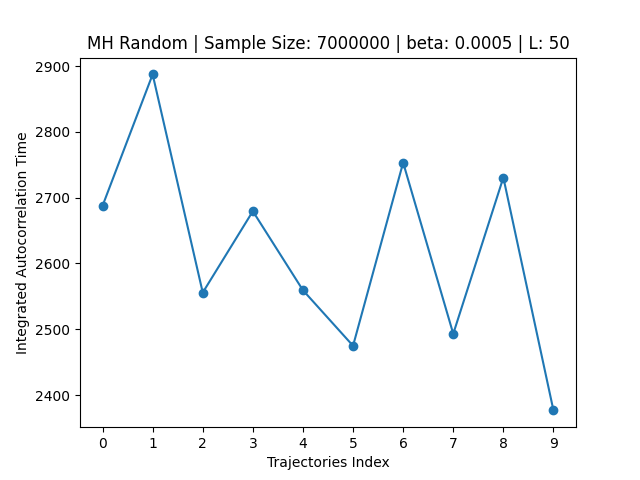 MH Random | Sample Size: 7000000 | beta: 0.0005 | L: 50
2900
2800
2700
2600
2500
2400
Integrated Autocorrelation Time
0 1 2 3 4 5 6 7 8 9
Trajectories Index